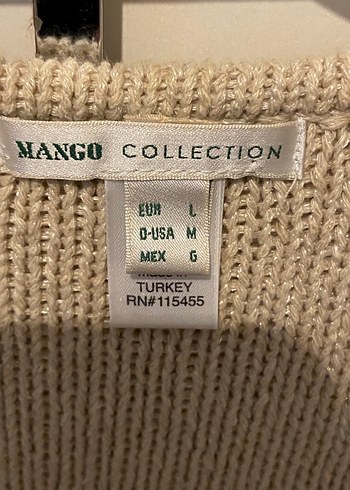 MANGO COLLECTION
EUR L
D-USA M
MEX G
TURKEY
RN#115455